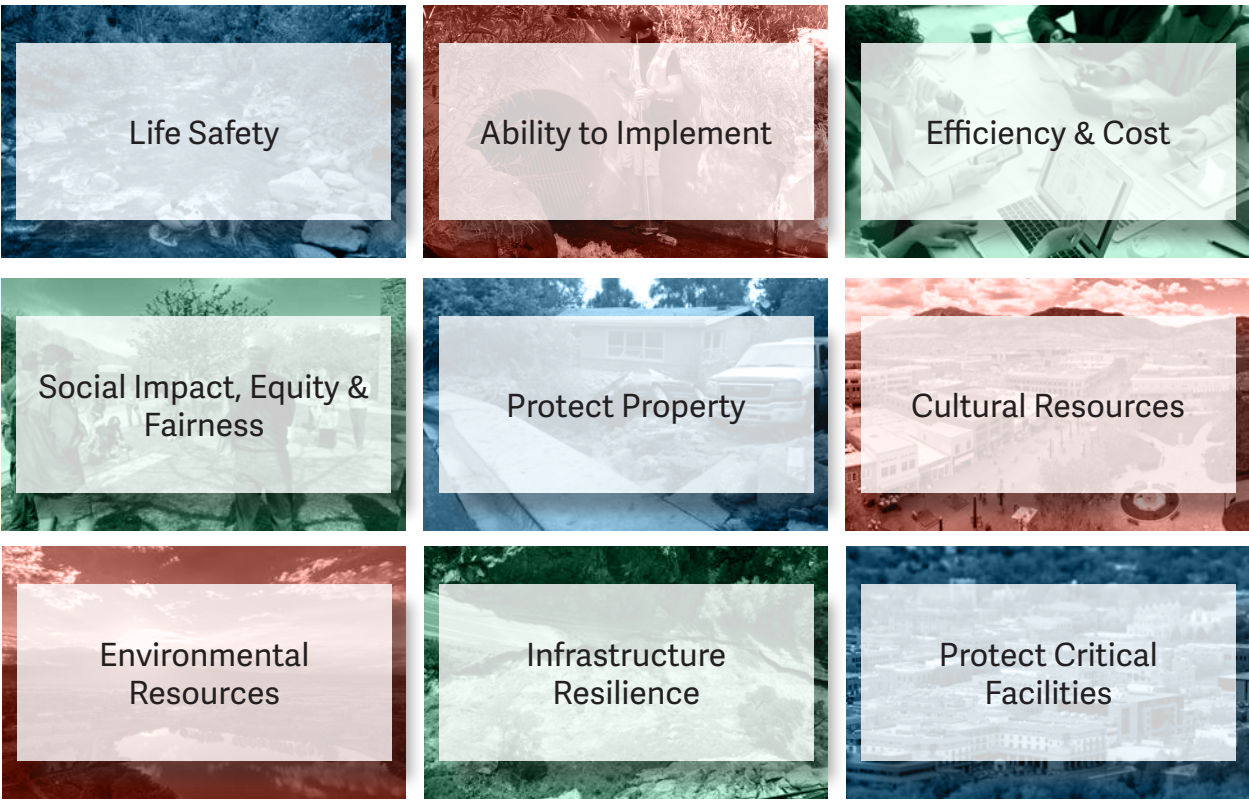 Life Safety
Ability to Implement
Efficiency & Cost
Social Impact, Equity &
Fairness
Protect Property
Cultural Resources
Environmental
Resources
Infrastructure
Resilience
Protect Critical
Facilities